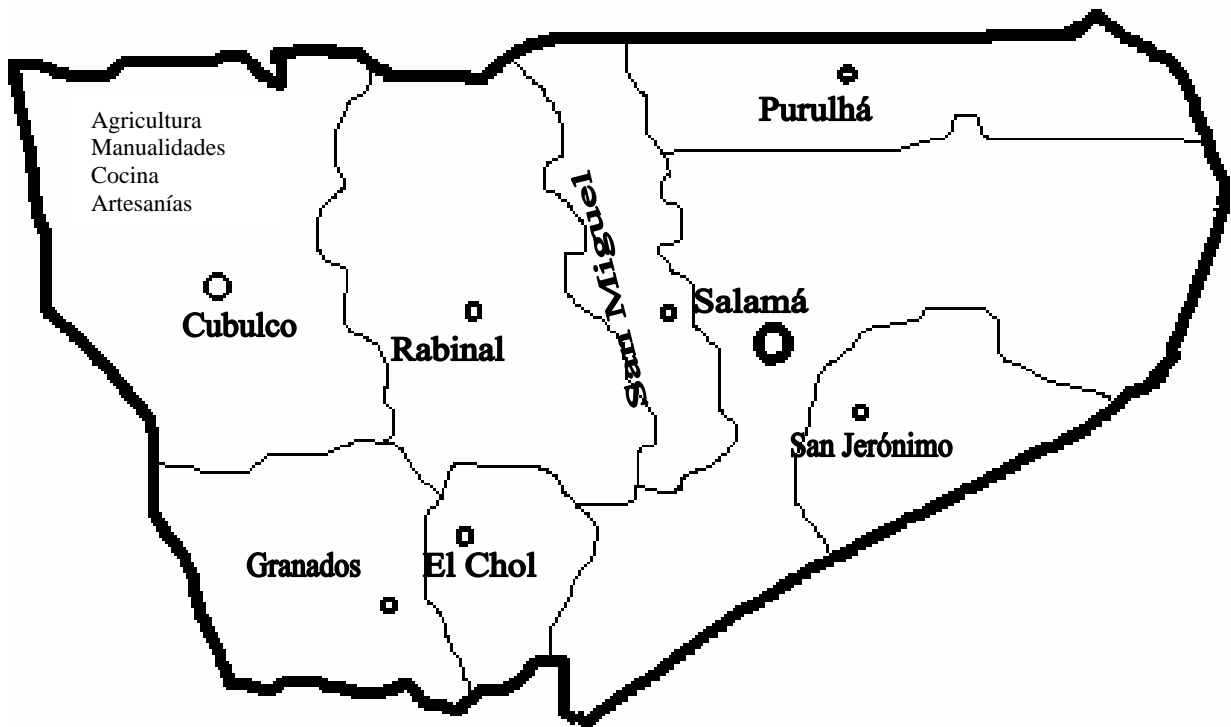 Purulhá
Agricultura
Manualidades
Cocina
Artesanías
San Miguel
Salamá
Cubulco
Rabinal
San Jerónimo
Granados
El Chol